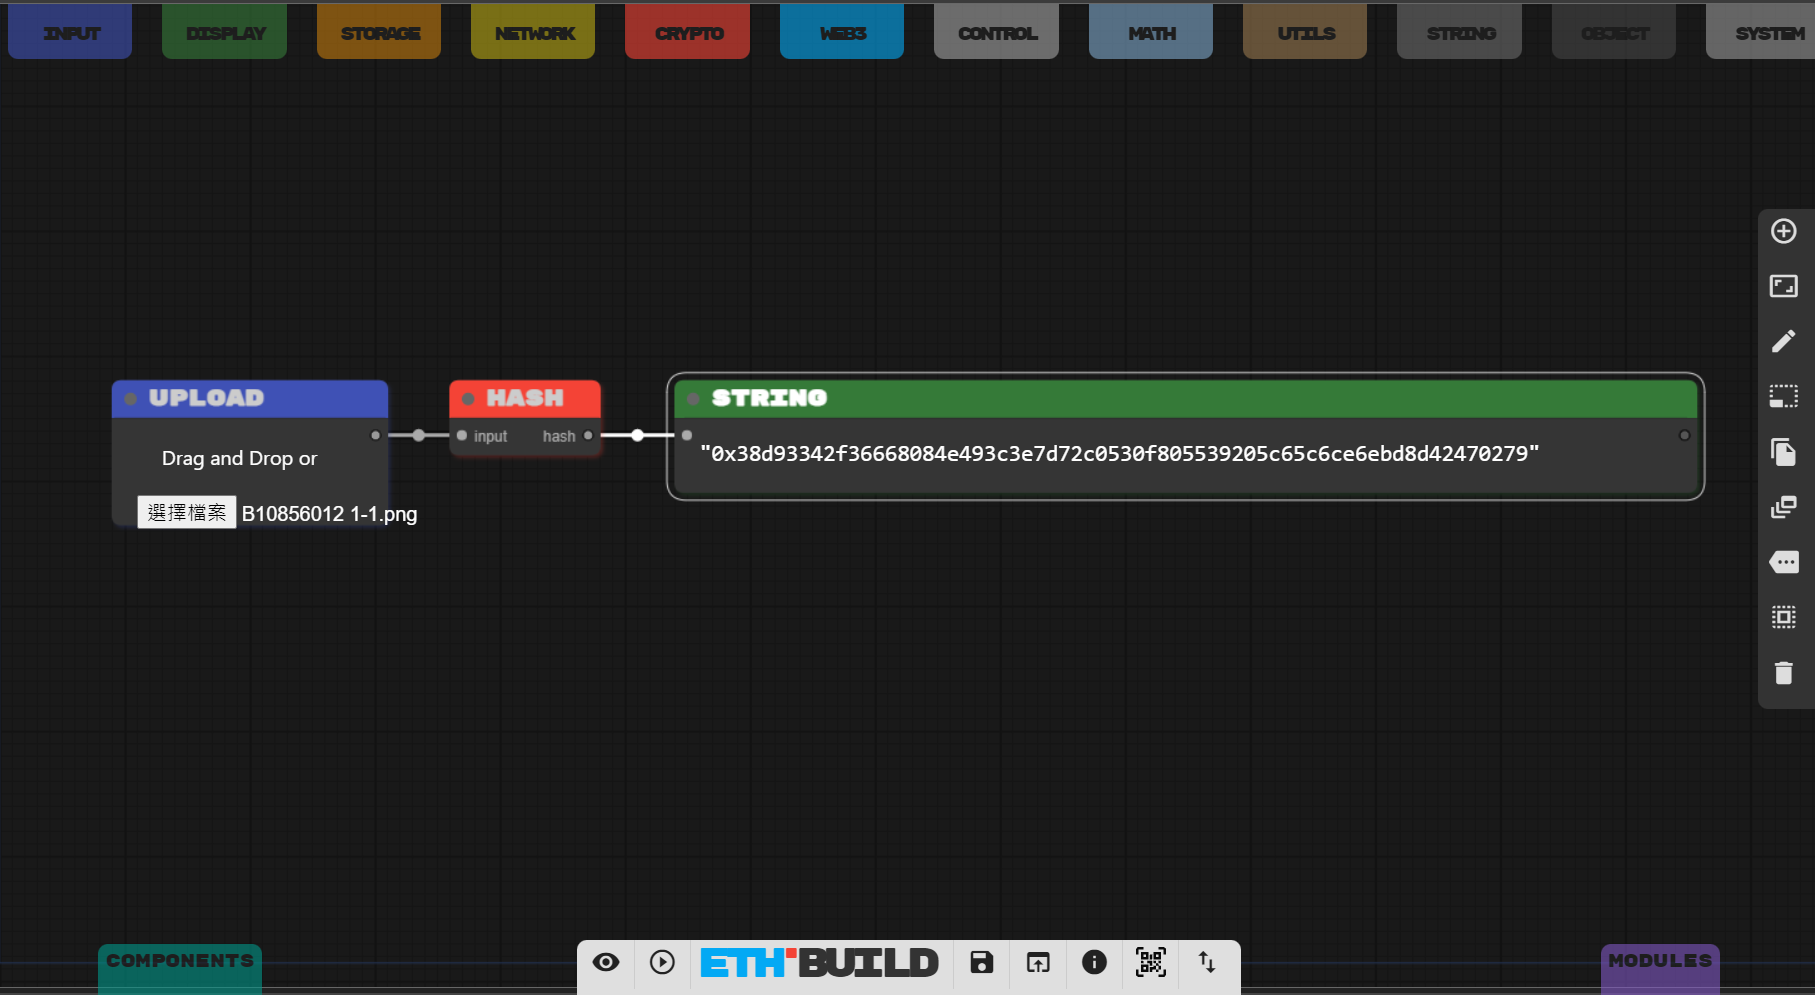 INPUT
DISPLAY
STORAGE
NETWORK
CRYPTO
WEB3
CONTROL
MATH
UTILS
STRING
OBJECT
SYSTEM
UPLOAD
Drag and Drop or
選擇檔案 B10856012 1-1.png
HASH
input hash
STRING
"0x38d93342f36668084e493c3e7d72c0530f805539205c65c6ce6ebd8d42470279"
COMPONENTS
ETH BUILD
MODULES